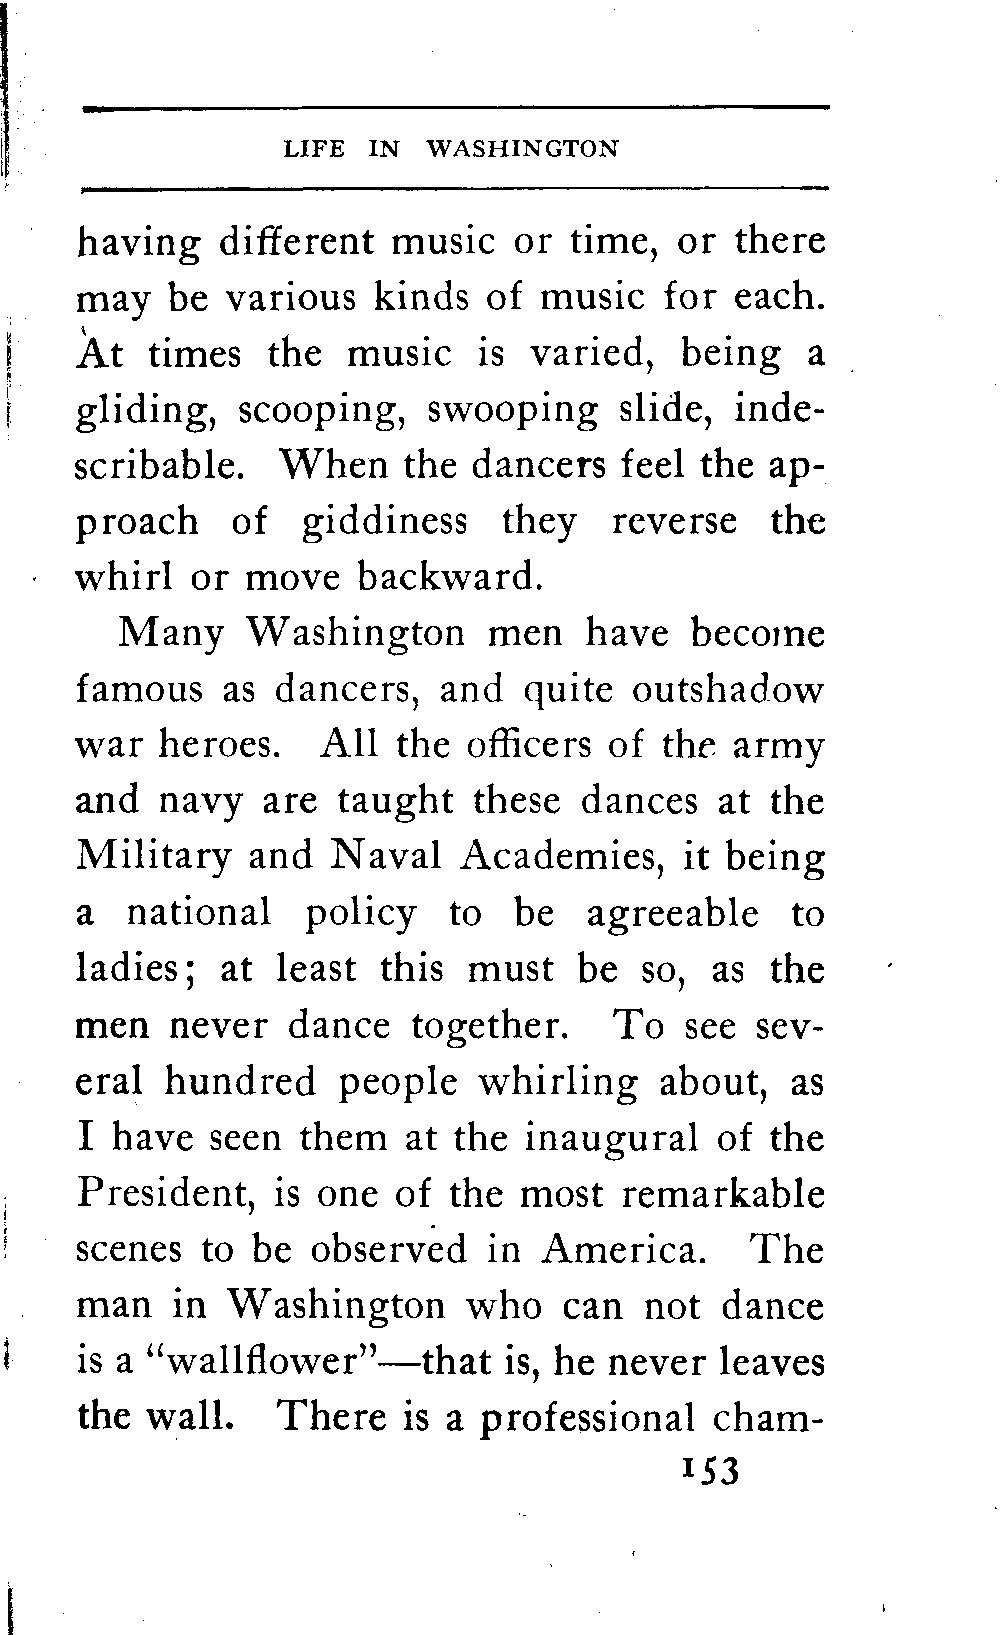 LIFE IN WASHINGTON
having different music or time, or there
may be various kinds of music for each.
At times the music is varied, being a
gliding, scooping, swooping slide, inde-
scribable. When the dancers feel the ap-
proach of giddiness they reverse the
whirl or move backward.
Many Washington men have become
famous as dancers, and quite outshadow
war heroes. All the officers of the army
and navy are taught these dances at the
Military and Naval Academies, it being
a national policy to be agreeable to
ladies; at least this must be so, as the
men never dance together. To see sev-
eral hundred people whirling about, as
I have seen them at the inaugural of the
President, is one of the most remarkable
scenes to be observed in America. The
man in Washington who can not dance
is a "wallflower"—that is, he never leaves
the wall. There is a professional cham-
153